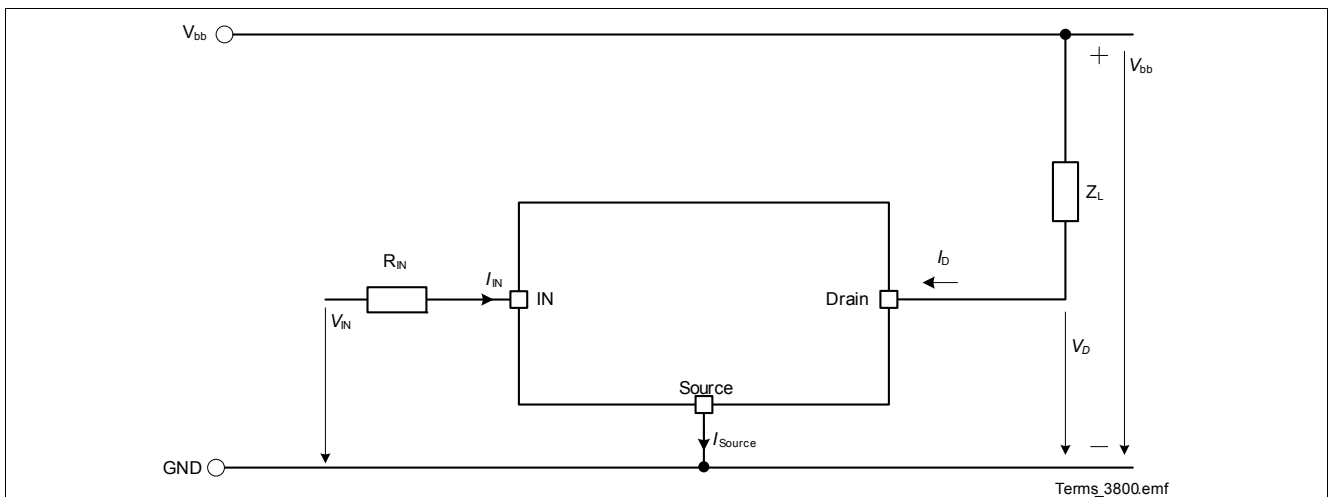 Vbb
+
Vbb
ZL
RIN
IIN
ID
IN
Drain
VIN
VD
Source
ISource
—
GND
Terms_3800.emf